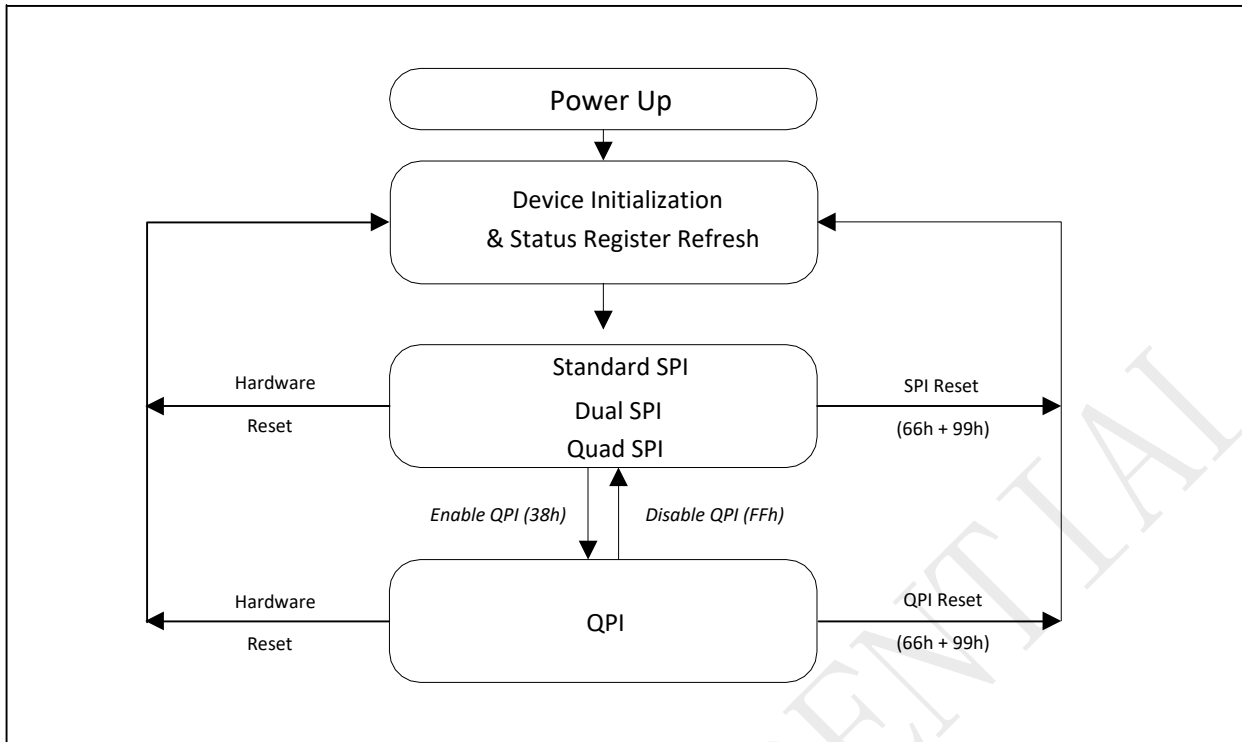 Power Up
Device Initialization
& Status Register Refresh
Standard SPI
Dual SPI
Quad SPI
Hardware
Reset
SPI Reset
(66h + 99h)
Enable QPI (38h)
Disable QPI (FFh)
QPI
Hardware
Reset
QPI Reset
(66h + 99h)